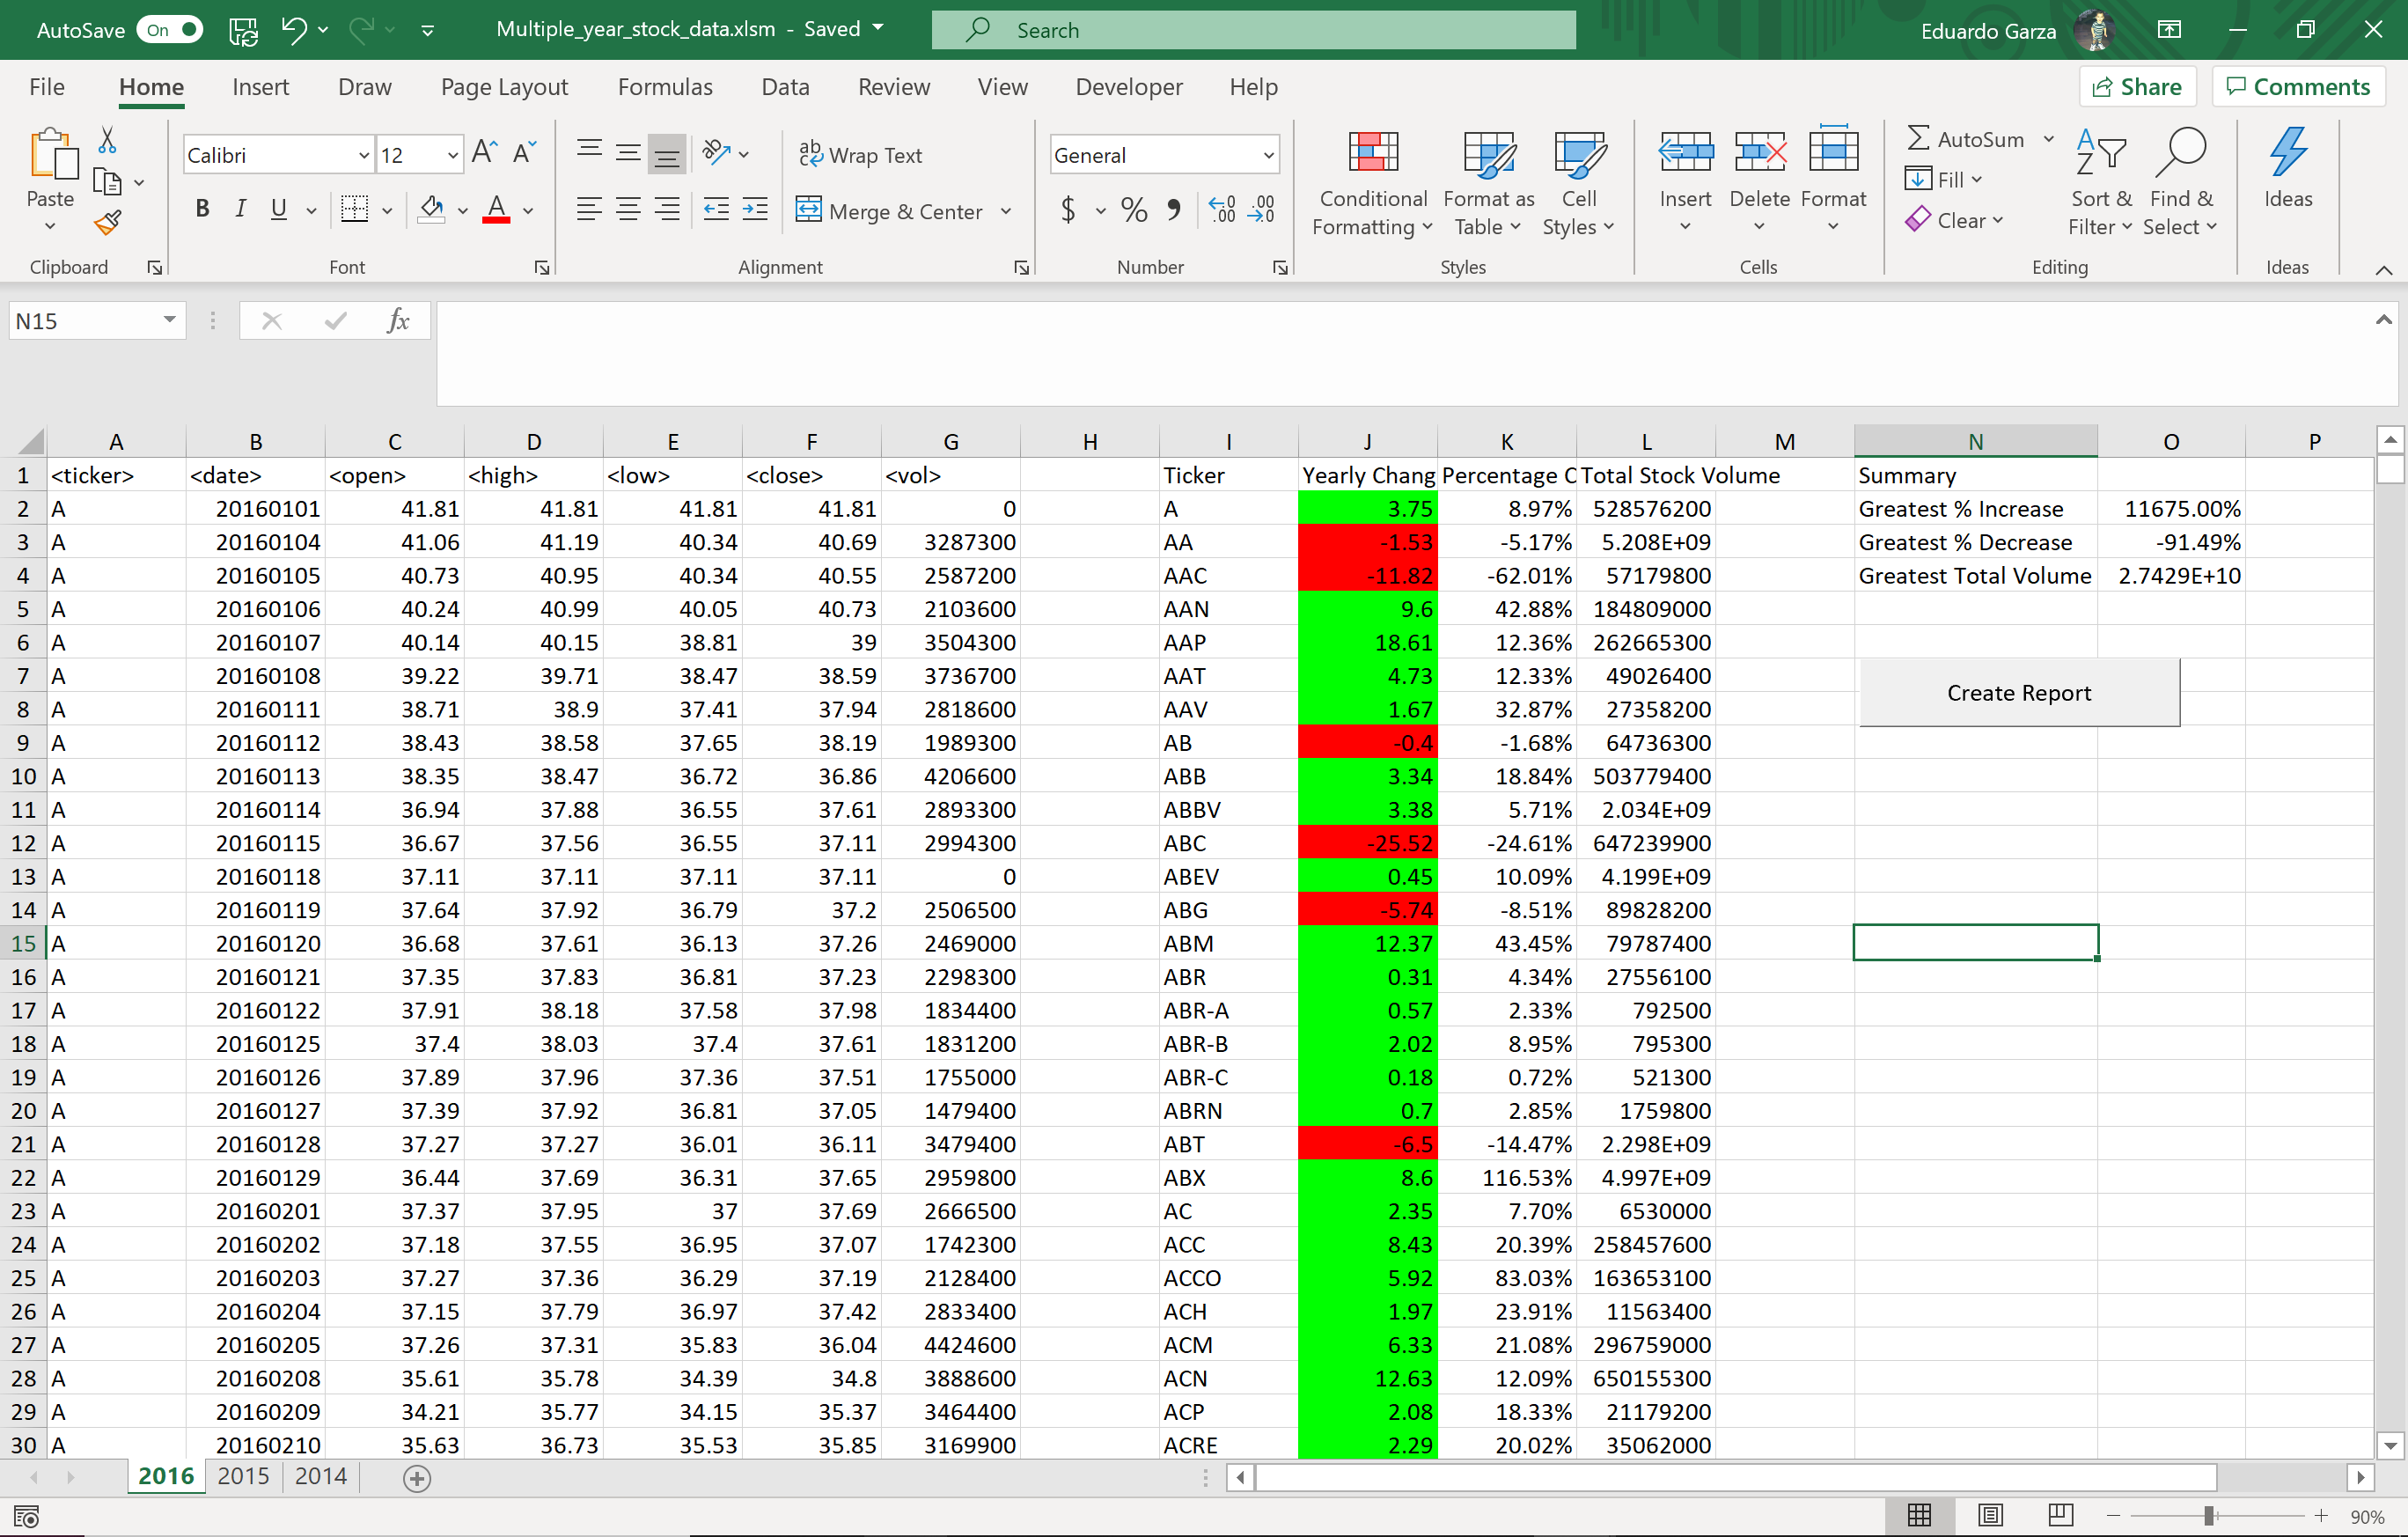 AutoSave On Multiple_year_stock_data.xlsm - Saved Search Eduardo Garza
File Home Insert Draw Page Layout Formulas Data Review View Developer Help Share Comments
Calibri 12 ab Wrap Text General AutoSum
Paste Conditional Formatting Format as Table Cell Styles Insert Delete Format Fill Sort & Filter Find & Select Ideas
B I U A Merge & Center $ % Clear
Clipboard Font Alignment Number Styles Cells Editing Ideas
N15 fx
A B C D E F G H I J K L M N O P
1 <ticker> <date> <open> <high> <low> <close> <vol> Ticker Yearly Chang Percentage C Total Stock Volume Summary
2 A 20160101 41.81 41.81 41.81 41.81 0 A 3.75 8.97% 528576200 Greatest % Increase 11675.00%
3 A 20160104 41.06 41.19 40.34 40.69 3287300 AA -1.53 -5.17% 5.208E+09 Greatest % Decrease -91.49%
4 A 20160105 40.73 40.95 40.34 40.55 2587200 AAC -11.82 -62.01% 57179800 Greatest Total Volume 2.7429E+10
5 A 20160106 40.24 40.99 40.05 40.73 2103600 AAN 9.6 42.88% 184809000
6 A 20160107 40.14 40.15 38.81 39 3504300 AAP 18.61 12.36% 262665300
7 A 20160108 39.22 39.71 38.47 38.59 3736700 AAT 4.73 12.33% 49026400
8 A 20160111 38.71 38.9 37.41 37.94 2818600 AAV 1.67 32.87% 27358200 Create Report
9 A 20160112 38.43 38.58 37.65 38.19 1989300 AB -0.4 -1.68% 64736300
10 A 20160113 38.35 38.47 36.72 36.86 4206600 ABB 3.34 18.84% 503779400
11 A 20160114 36.94 37.88 36.55 37.61 2893300 ABBV 3.38 5.71% 2.034E+09
12 A 20160115 36.67 37.56 36.55 37.11 2994300 ABC -25.52 -24.61% 647239900
13 A 20160118 37.11 37.11 37.11 37.11 0 ABEV 0.45 10.09% 4.199E+09
14 A 20160119 37.64 37.92 36.79 37.2 2506500 ABG -5.74 -8.51% 89828200
15 A 20160120 36.68 37.61 36.13 37.26 2469000 ABM 12.37 43.45% 79787400
16 A 20160121 37.35 37.83 36.81 37.23 2298300 ABR 0.31 4.34% 27556100
17 A 20160122 37.91 38.18 37.58 37.98 1834400 ABR-A 0.57 2.33% 792500
18 A 20160125 37.4 38.03 37.4 37.61 1831200 ABR-B 2.02 8.95% 795300
19 A 20160126 37.89 37.96 37.36 37.51 1755000 ABR-C 0.18 0.72% 521300
20 A 20160127 37.39 37.92 36.81 37.05 1479400 ABRN 0.7 2.85% 1759800
21 A 20160128 37.27 37.27 36.01 36.11 3479400 ABT -6.5 -14.47% 2.298E+09
22 A 20160129 36.44 37.69 36.31 37.65 2959800 ABX 8.6 116.53% 4.997E+09
23 A 20160201 37.37 37.95 37 37.69 2666500 AC 2.35 7.70% 6530000
24 A 20160202 37.18 37.55 36.95 37.07 1742300 ACC 8.43 20.39% 258457600
25 A 20160203 37.27 37.36 36.29 37.19 2128400 ACCO 5.92 83.03% 163653100
26 A 20160204 37.15 37.79 36.97 37.42 2833400 ACH 1.97 23.91% 11563400
27 A 20160205 37.26 37.31 35.83 36.04 4424600 ACM 6.33 21.08% 296759000
28 A 20160208 35.61 35.78 34.39 34.8 3888600 ACN 12.63 12.09% 650155300
29 A 20160209 34.21 35.77 34.15 35.37 3464400 ACP 2.08 18.33% 21179200
30 A 20160210 35.63 36.73 35.53 35.85 3169900 ACRE 2.29 20.02% 35062000
2016 2015 2014
90%